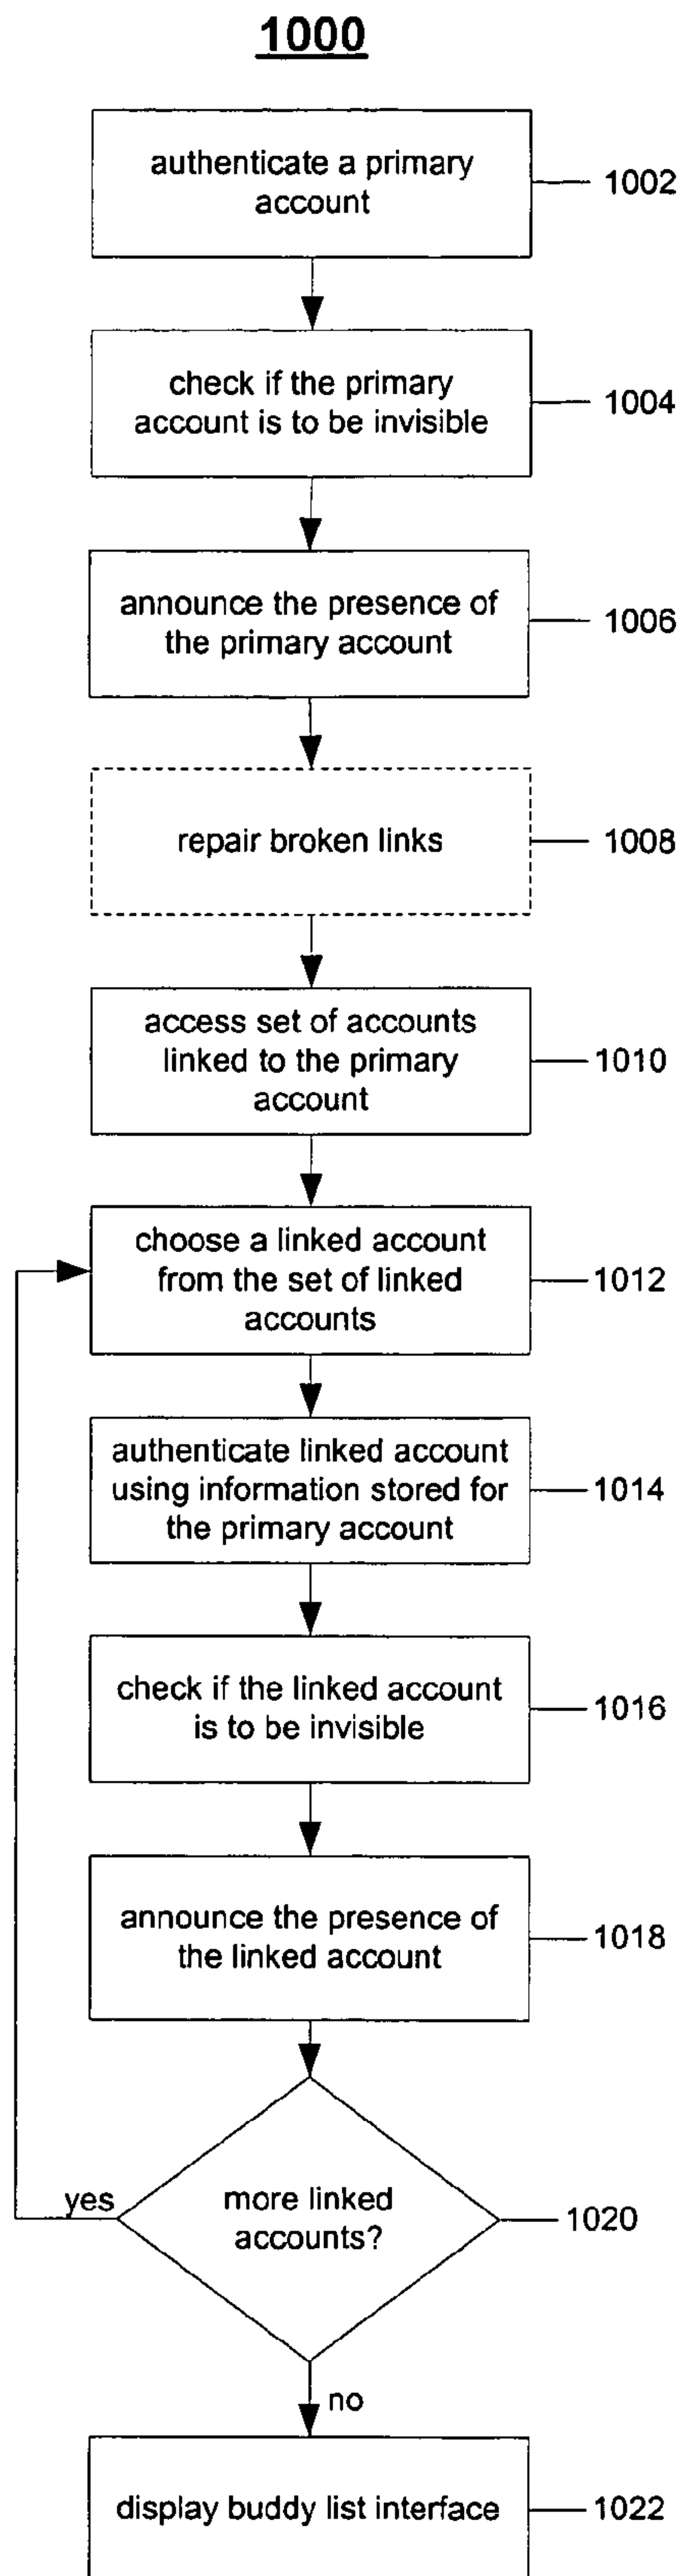 1000
authenticate a primary
account
1002
check if the primary
account is to be invisible
1004
announce the presence of
the primary account
1006
repair broken links
1008
access set of accounts
linked to the primary
account
1010
choose a linked account
from the set of linked
accounts
1012
authenticate linked account
using information stored for
the primary account
1014
check if the linked account
is to be invisible
1016
announce the presence of
the linked account
1018
yes
more linked
accounts?
1020
no
display buddy list interface
1022